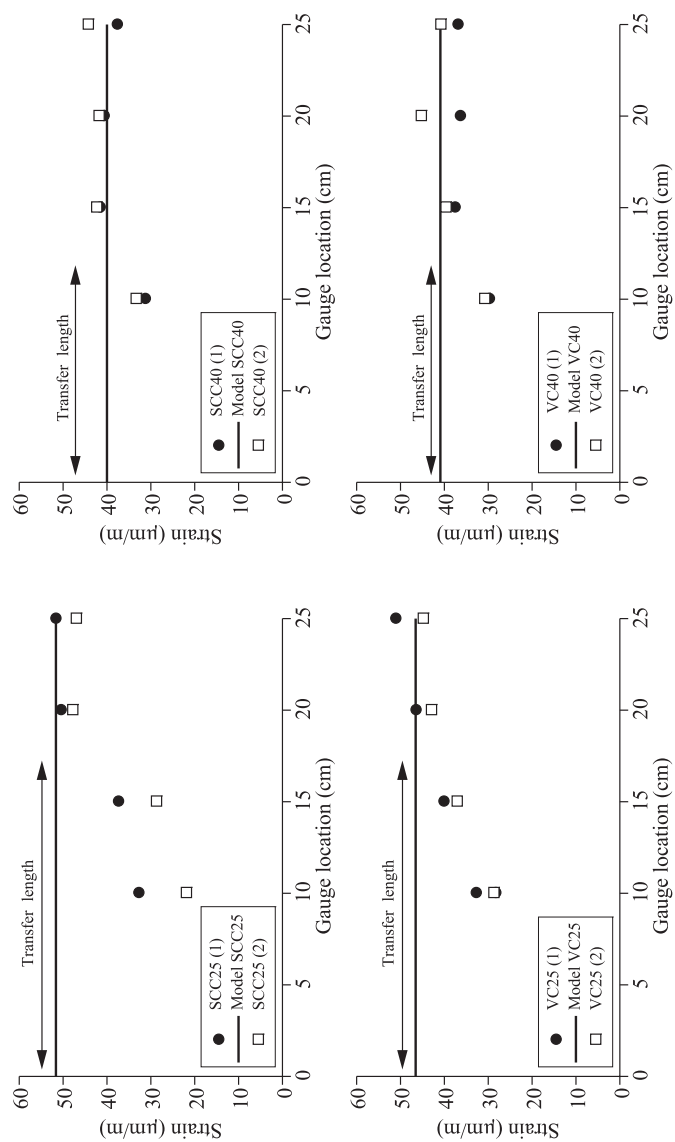 60
50
40
30
20
10
0
Strain (µm/m)
Transfer length
SCC25 (1)
Model SCC25
SCC25 (2)
0
5
10
15
20
25
Gauge location (cm)
60
50
40
30
20
10
0
Strain (µm/m)
Transfer length
SCC40 (1)
Model SCC40
SCC40 (2)
0
5
10
15
20
25
Gauge location (cm)
60
50
40
30
20
10
0
Strain (µm/m)
Transfer length
VC25 (1)
Model VC25
VC25 (2)
0
5
10
15
20
25
Gauge location (cm)
60
50
40
30
20
10
0
Strain (µm/m)
Transfer length
VC40 (1)
Model VC40
VC40 (2)
0
5
10
15
20
25
Gauge location (cm)